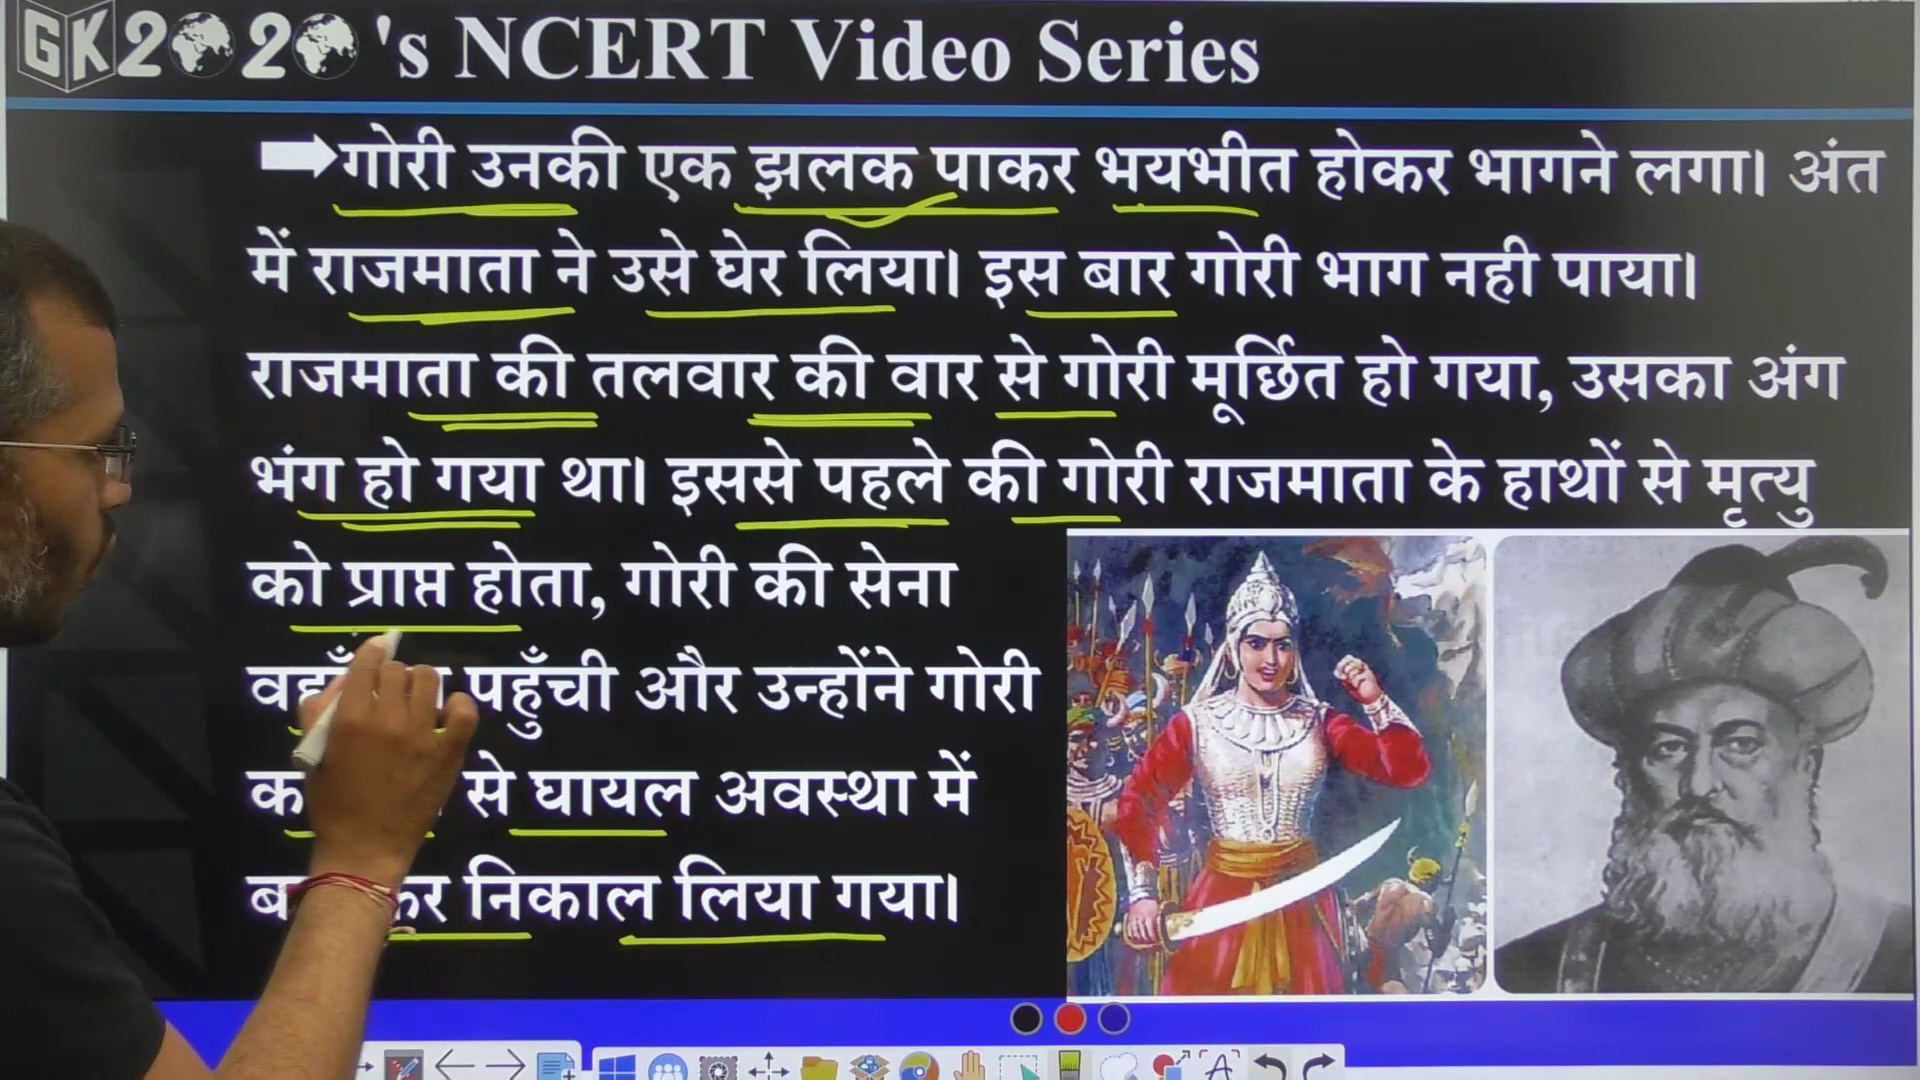 GK2020's NCERT Video Series
गोरी उनकी एक झलक पाकर भयभीत होकर भागने लगा। अंत
में राजमाता ने उसे घेर लिया। इस बार गोरी भाग नही पाया।
राजमाता की तलवार की वार से गोरी मूर्छित हो गया, उसका अंग
भंग हो गया था। इससे पहले की गोरी राजमाता के हाथों से मृत्यु
को प्राप्त होता, गोरी की सेना
पहुँची और उन्होंने गोरी
से घायल अवस्था में
निकाल लिया गया।